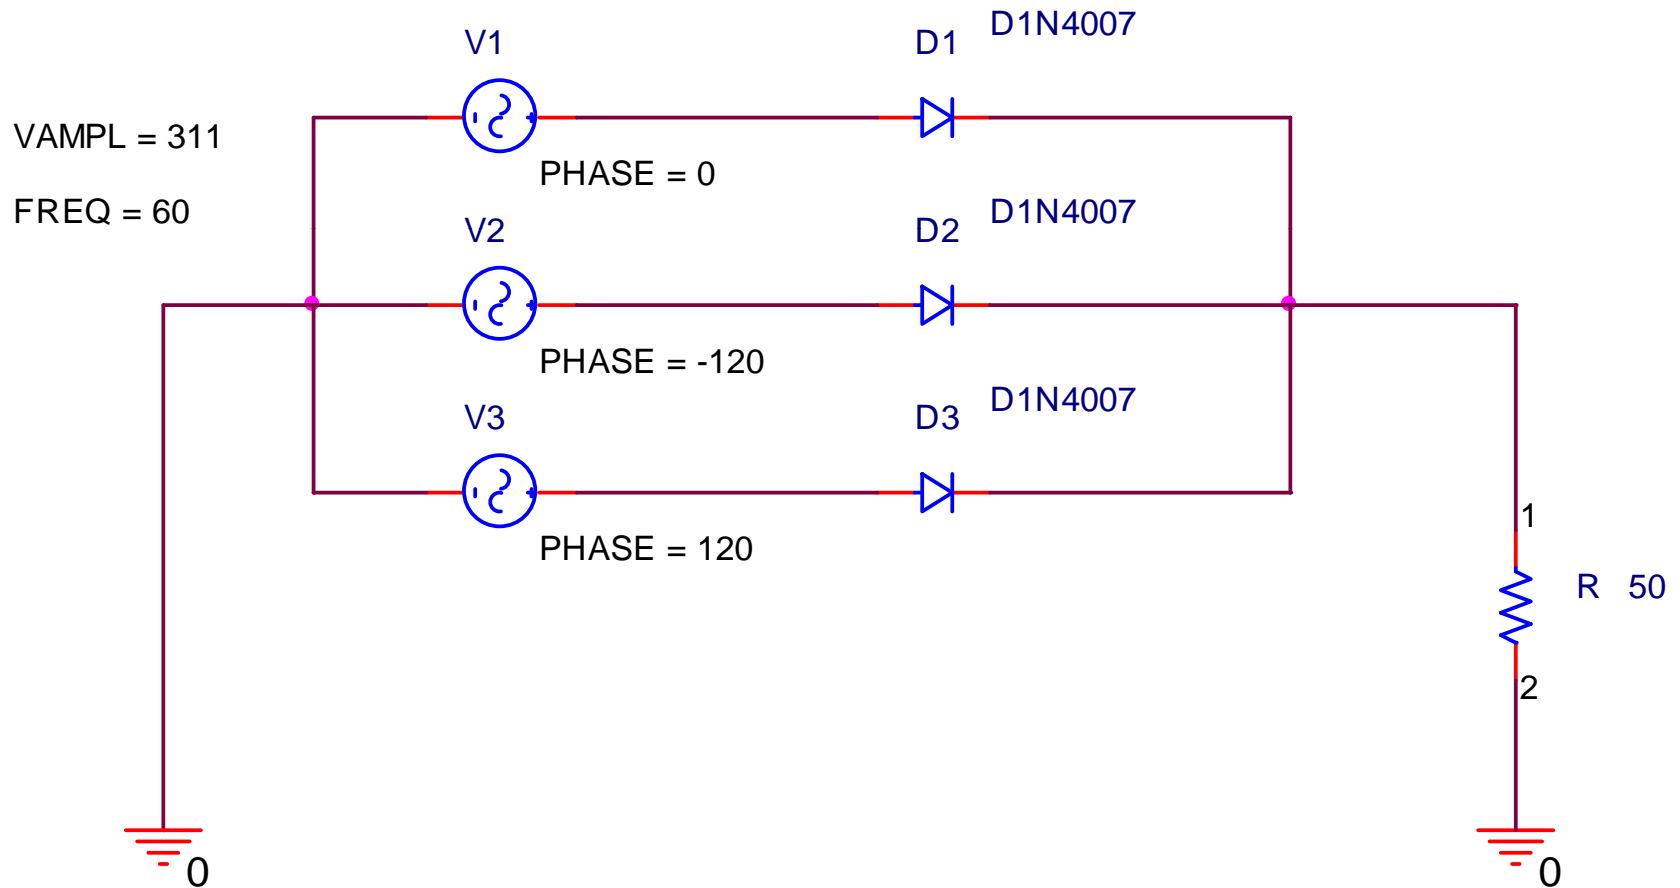 V1
D1
D1N4007
VAMPL = 311
PHASE = 0
FREQ = 60
V2
D2
D1N4007
PHASE = -120
V3
D3
D1N4007
PHASE = 120
1
R 50
2
0
0